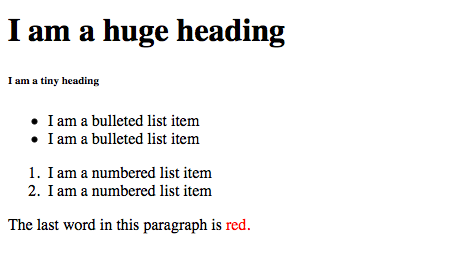 I am a huge heading
I am a tiny heading
• I am a bulleted list item
• I am a bulleted list item
1. I am a numbered list item
2. I am a numbered list item
The last word in this paragraph is red.